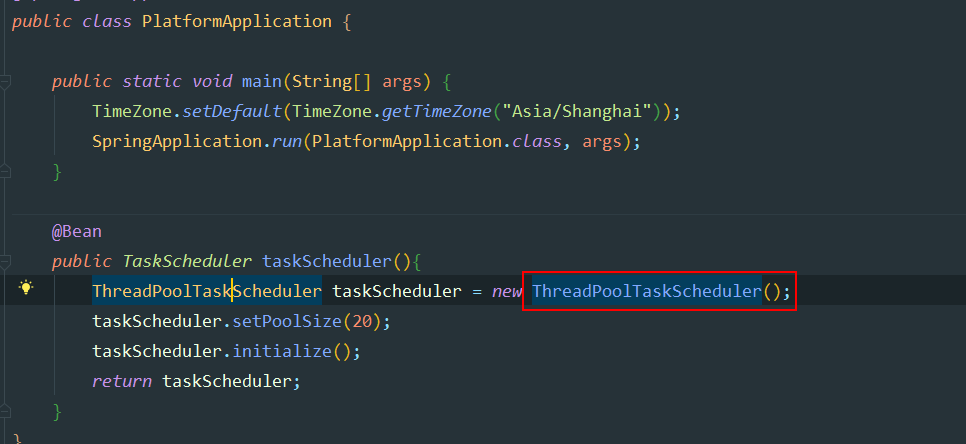 public class PlatformApplication {
public static void main(String[] args) {
TimeZone.setDefault(TimeZone.getTimeZone("Asia/Shanghai"));
SpringApplication.run(PlatformApplication.class, args);
}
@Bean
public TaskScheduler taskScheduler(){
ThreadPoolTaskScheduler taskScheduler = new ThreadPoolTaskScheduler();
taskScheduler.setPoolSize(20);
taskScheduler.initialize();
return taskScheduler;
}
}